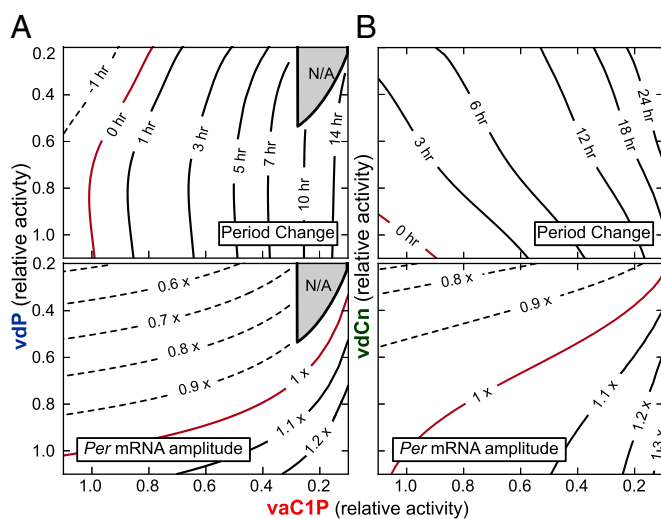 A
B
0.2
0.4
0.6
0.8
1.0
-1 hr
0 hr
1 hr
3 hr
5 hr
7 hr
10 hr
14 hr
N/A
Period Change
3 hr
6 hr
12 hr
18 hr
24 hr
0 hr
Period Change
vdP (relative activity)
vdCn (relative activity)
0.2
0.4
0.6
0.8
1.0
0.6 x
0.7 x
0.8 x
0.9 x
1 x
1.1 x
1.2 x
N/A
Per mRNA amplitude
0.8 x
0.9 x
1 x
1.1 x
1.2 x
1.3 x
Per mRNA amplitude
1.0 0.8 0.6 0.4 0.2
1.0 0.8 0.6 0.4 0.2
vaC1P (relative activity)